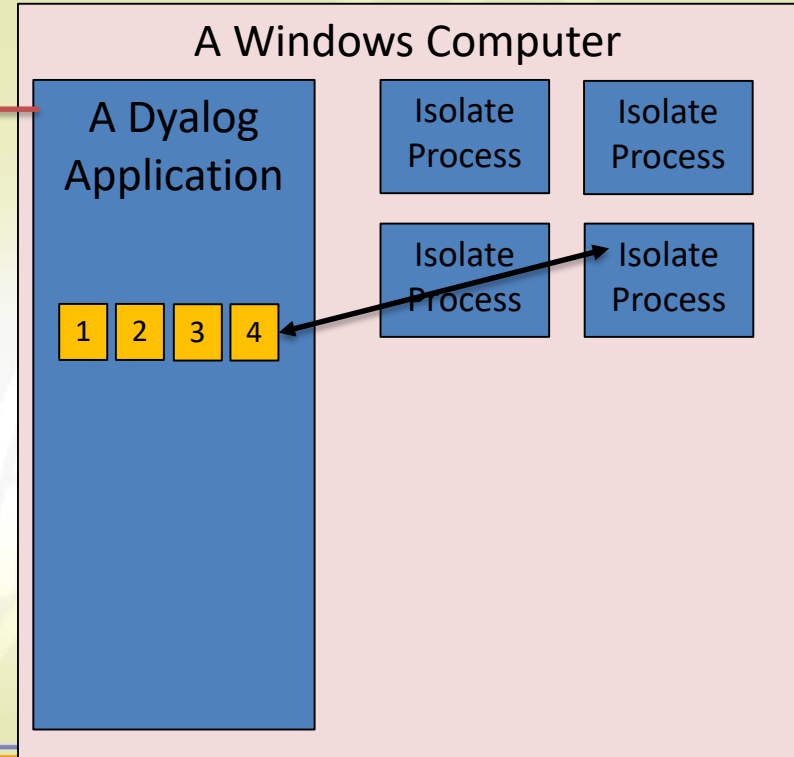 A Windows Computer
A Dyalog
Application
Isolate
Process
Isolate
Process
Isolate
Process
Isolate
Process
1 2 3 4